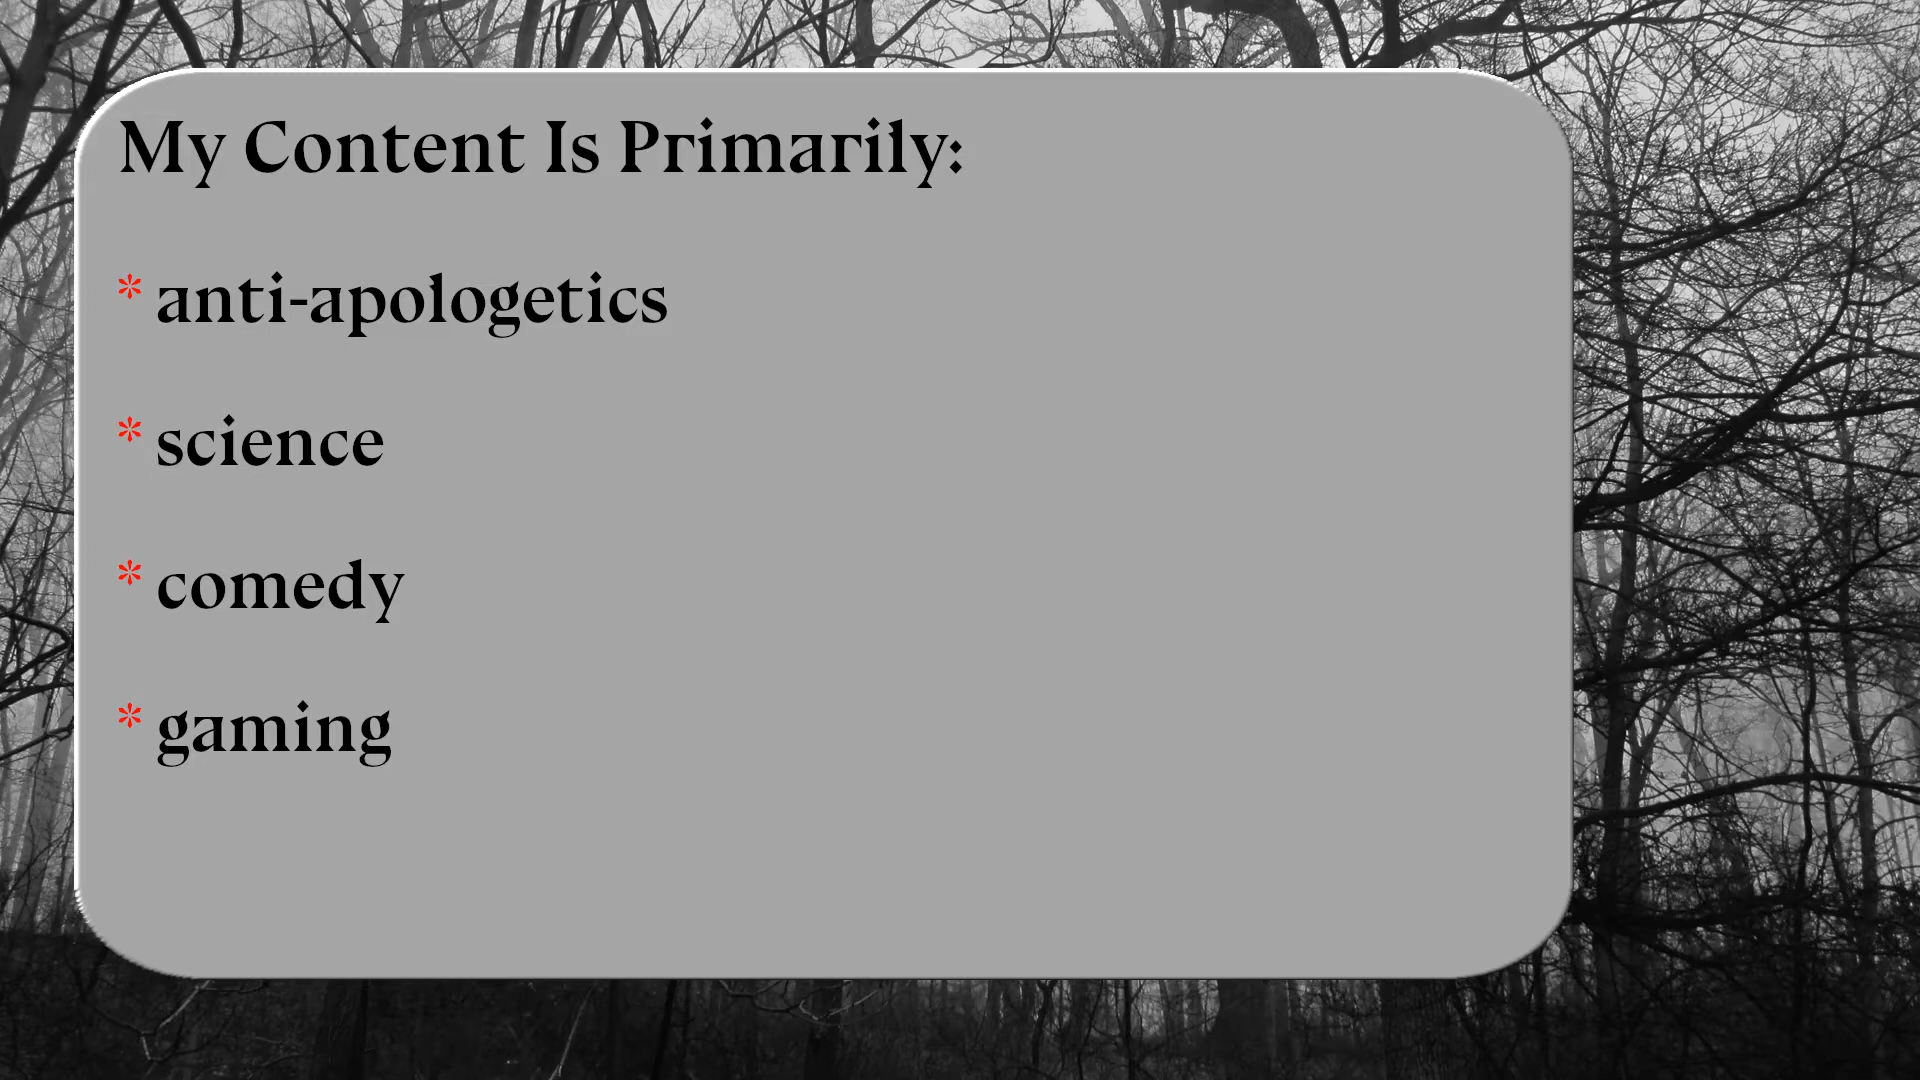 My Content Is Primarily:
* anti-apologetics
* science
* comedy
* gaming